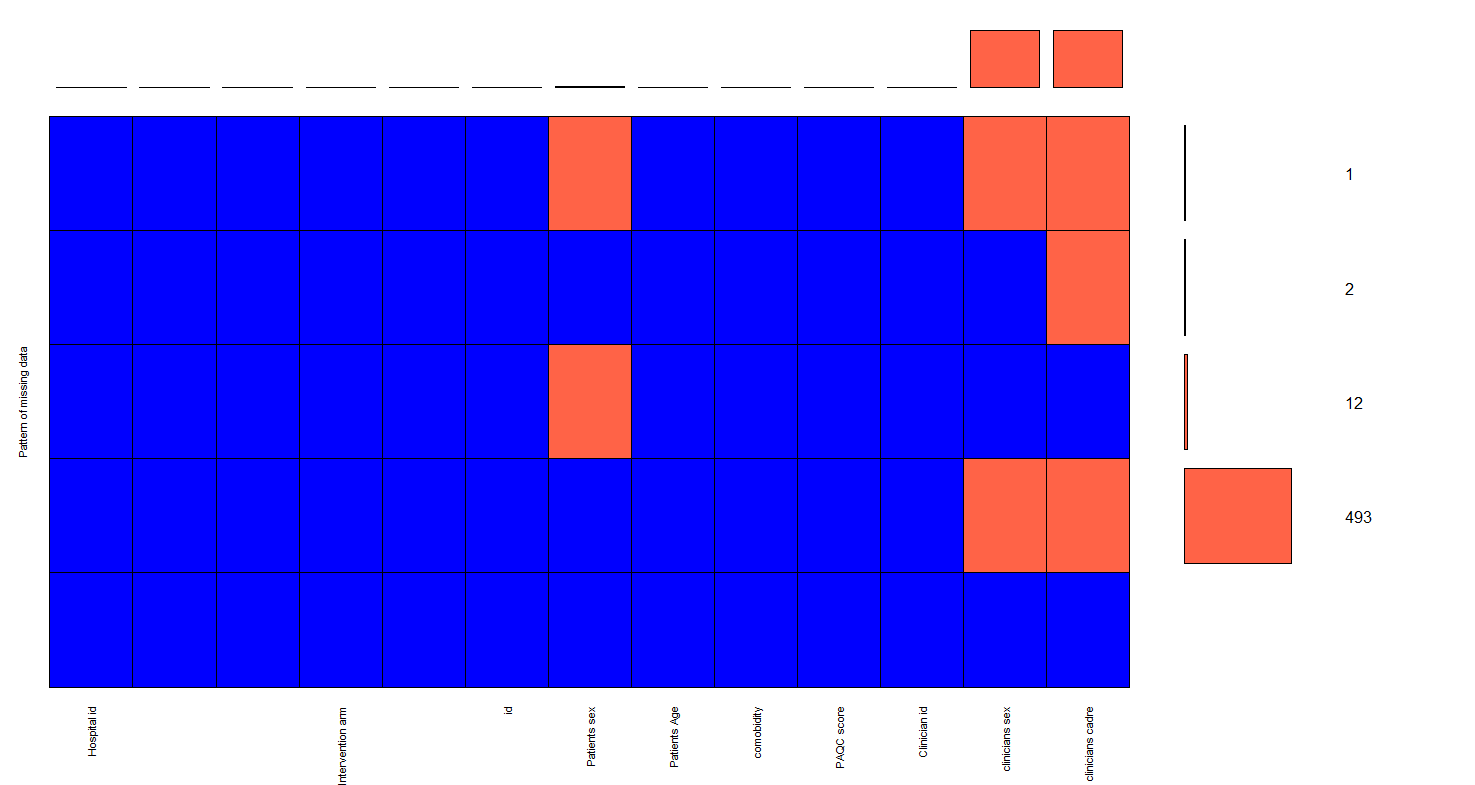 1
2
12
493
Pattern of missing data
Hospital id
Intervention arm
id
Patients sex
Patients Age
comobidity
PAQC score
Clinician id
clinicians sex
clinicians cadre